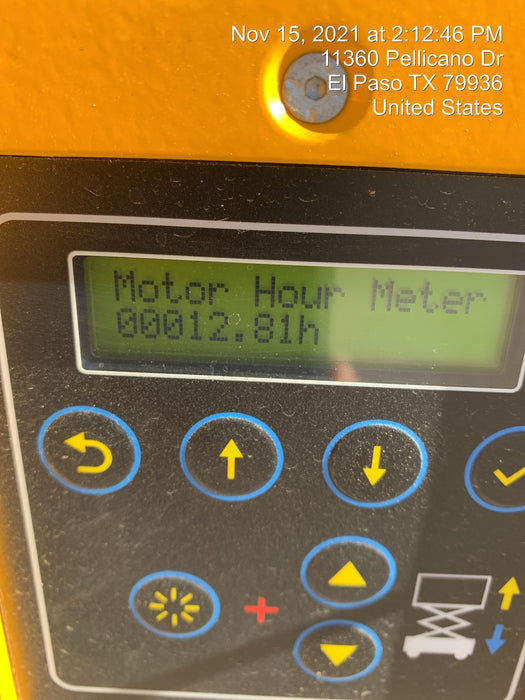 Nov 15, 2021 at 2:12:46 PM
11360 Pellicano Dr
El Paso TX 79936
United States
Motor Hour Meter
00012.81h